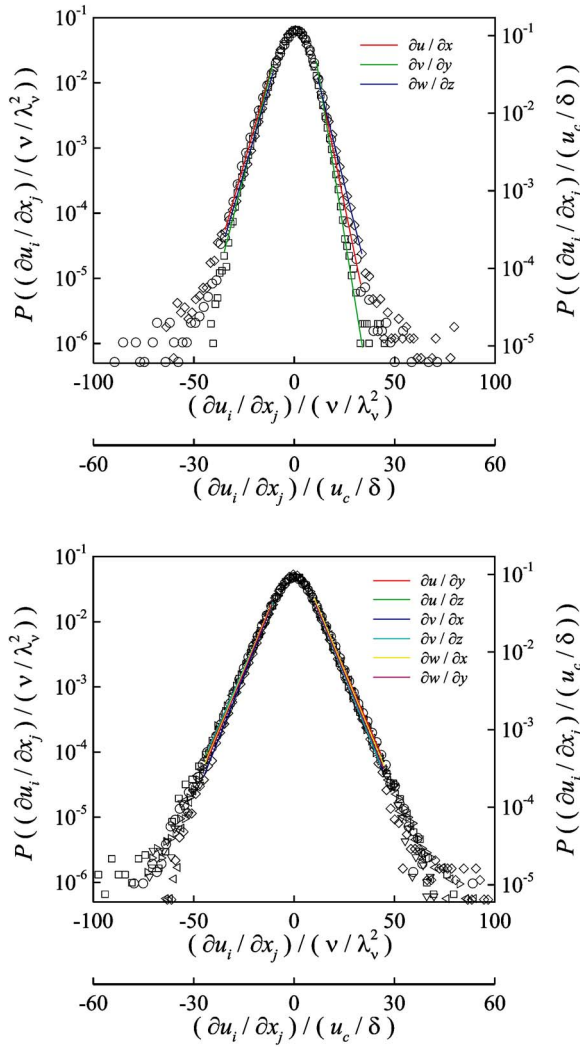 P ( ( ∂u_i / ∂x_j ) / ( ν / λ_ν^2 ) )
10^-1
10^-2
10^-3
10^-4
10^-5
10^-6
∂u / ∂x
∂v / ∂y
∂w / ∂z
10^-1
10^-2
10^-3
10^-4
10^-5
P ( ( ∂u_i / ∂x_i ) / ( u_c / δ ) )
-100 -50 0 50 100
( ∂u_i / ∂x_j ) / ( ν / λ_ν^2 )
-60 -30 0 30 60
( ∂u_i / ∂x_j ) / ( u_c / δ )
P ( ( ∂u_i / ∂x_j ) / ( ν / λ_ν^2 ) )
10^-1
10^-2
10^-3
10^-4
10^-5
10^-6
∂u / ∂y
∂u / ∂z
∂v / ∂x
∂v / ∂z
∂w / ∂x
∂w / ∂y
10^-1
10^-2
10^-3
10^-4
10^-5
P ( ( ∂u_i / ∂x_i ) / ( u_c / δ ) )
-100 -50 0 50 100
( ∂u_i / ∂x_j ) / ( ν / λ_ν^2 )
-60 -30 0 30 60
( ∂u_i / ∂x_j ) / ( u_c / δ )